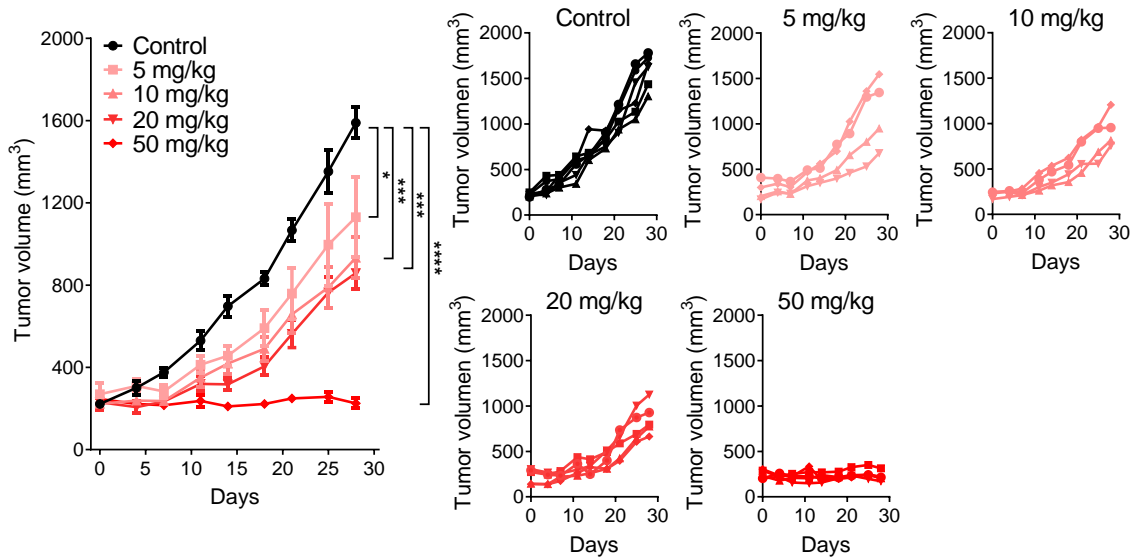 Tumor volume (mm³)
2000
1600
1200
800
400
0
Control
5 mg/kg
10 mg/kg
20 mg/kg
50 mg/kg
*
***
***
****
0 5 10 15 20 25 30
Days
Control
Tumor volumen (mm³)
2000
1500
1000
500
0
0 10 20 30
Days
5 mg/kg
Tumor volumen (mm³)
2000
1500
1000
500
0
0 10 20 30
Days
10 mg/kg
Tumor volumen (mm³)
2000
1500
1000
500
0
0 10 20 30
Days
20 mg/kg
Tumor volumen (mm³)
2000
1500
1000
500
0
0 10 20 30
Days
50 mg/kg
Tumor volumen (mm³)
2000
1500
1000
500
0
0 10 20 30
Days